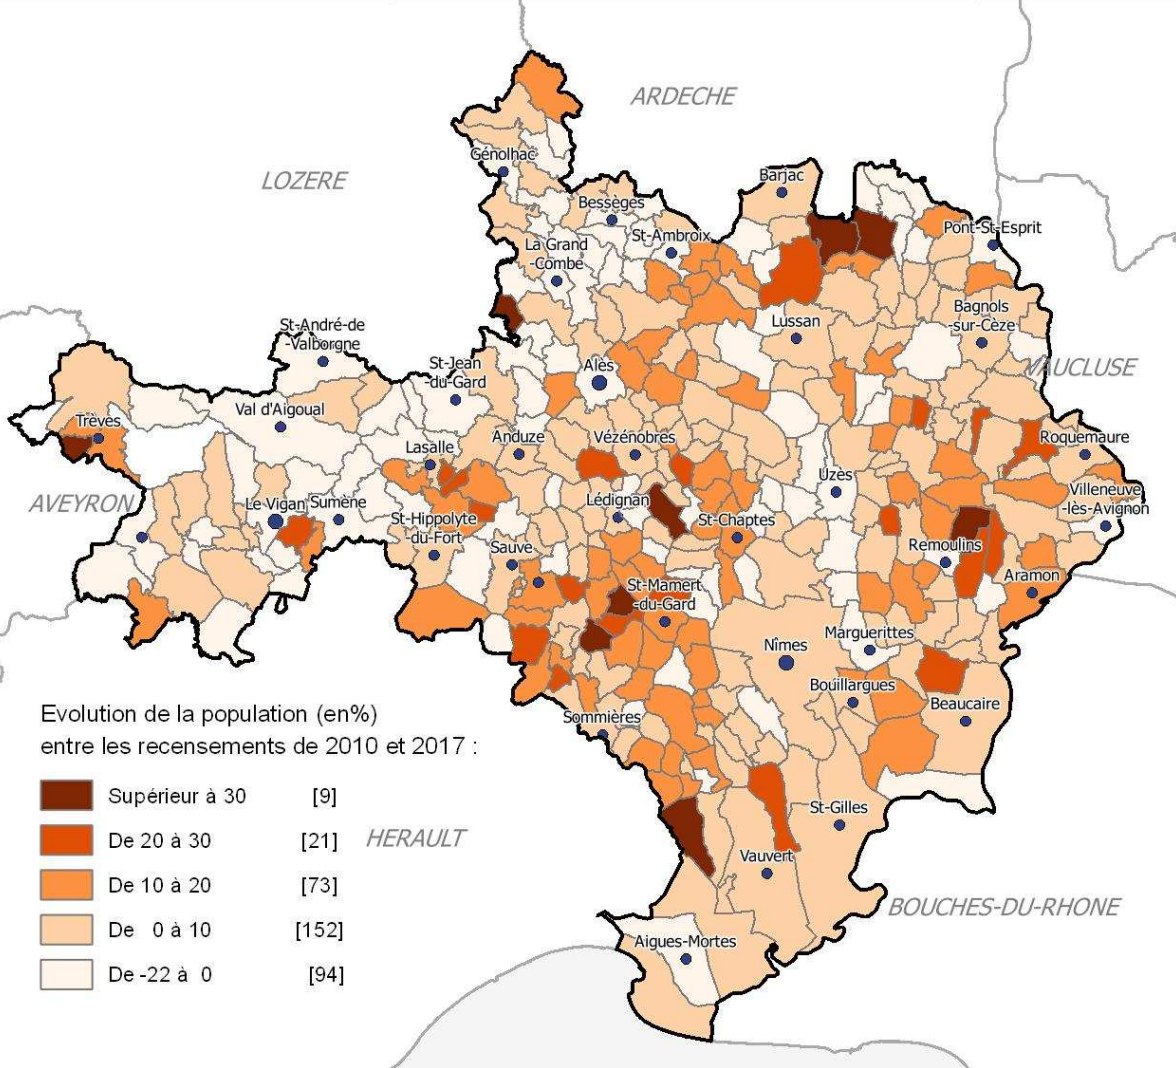 ARDECHE
Génolhac
LOZERE
Barjac
Bessèges
St-Ambroix
Pont-St-Esprit
La Grand
-Combe
Bagnols
-sur-Cèze
Lussan
St-André-de
-Valborgne
St-Jean
-du-Gard
Alès
VAUCLUSE
Trèves
Val d'Aigoual
Lasalle
Anduze
Vézénobres
Roquemaure
Uzès
AVEYRON
Le Vigan
Sumène
Lédignan
Villeneuve
-lès-Avignon
St-Hippolyte
-du-Fort
Sauve
St-Chaptes
Remoulins
Aramon
St-Mamert
-du-Gard
Nîmes
Marguerittes
Bouillargues
Beaucaire
Sommières
Evolution de la population (en%)
entre les recensements de 2010 et 2017 :
Supérieur à 30 [9]
De 20 à 30 [21]
De 10 à 20 [73]
De 0 à 10 [152]
De -22 à 0 [94]
HERAULT
St-Gilles
Vauvert
BOUCHES-DU-RHONE
Aigues-Mortes